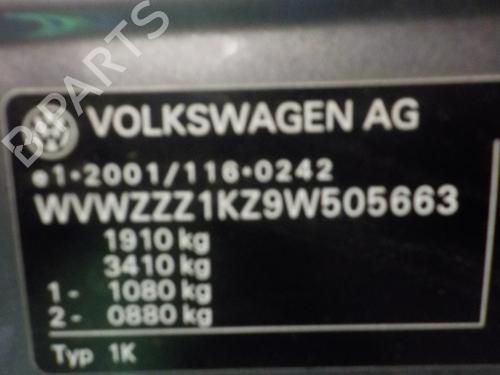 B-PARTS
VOLKSWAGEN AG
e1*2001/116*0242
WVWZZZ1KZ9W505663
1910 kg
3410 kg
1 - 1080 kg
2 - 0880 kg
Typ 1K